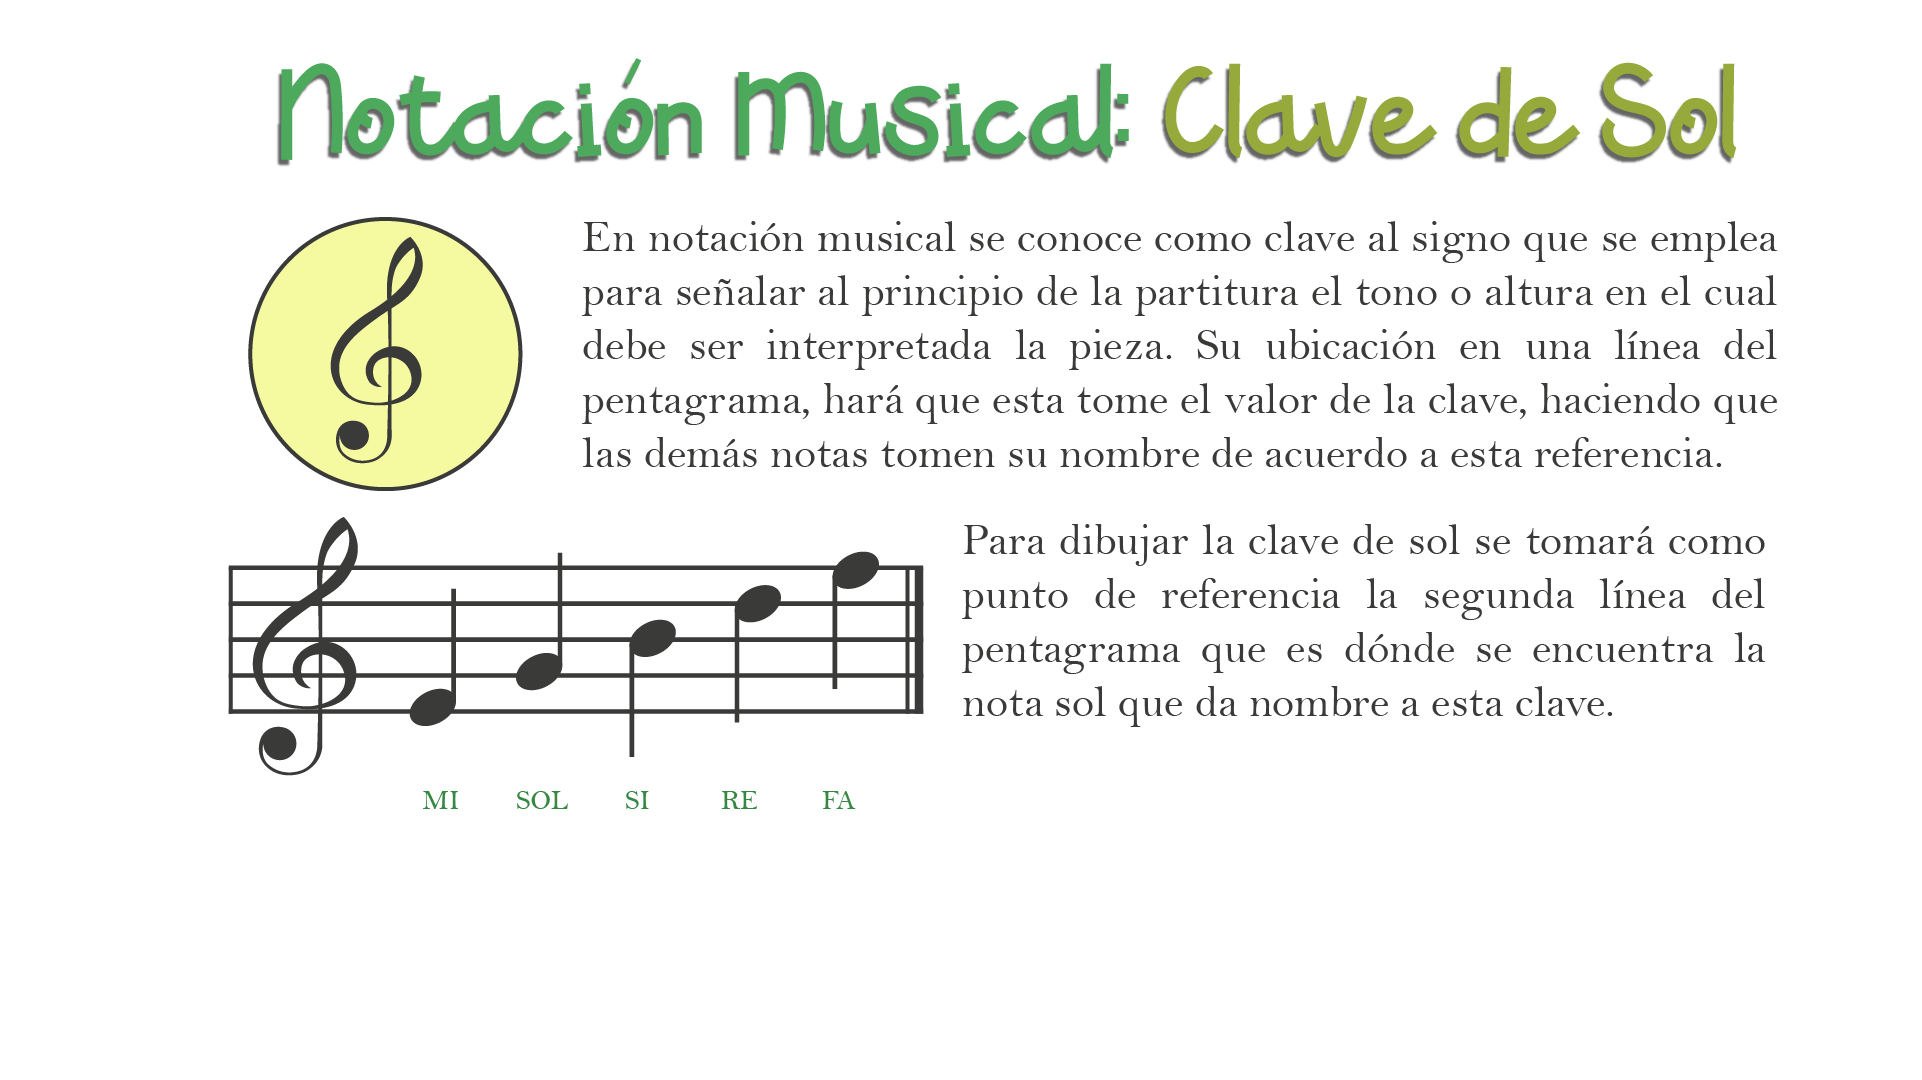 Notación Musical: Clave de Sol
En notación musical se conoce como clave al signo que se emplea
para señalar al principio de la partitura el tono o altura en el cual
debe ser interpretada la pieza. Su ubicación en una línea del
pentagrama, hará que esta tome el valor de la clave, haciendo que
las demás notas tomen su nombre de acuerdo a esta referencia.
Para dibujar la clave de sol se tomará como
punto de referencia la segunda línea del
pentagrama que es dónde se encuentra la
nota sol que da nombre a esta clave.
MI SOL SI RE FA